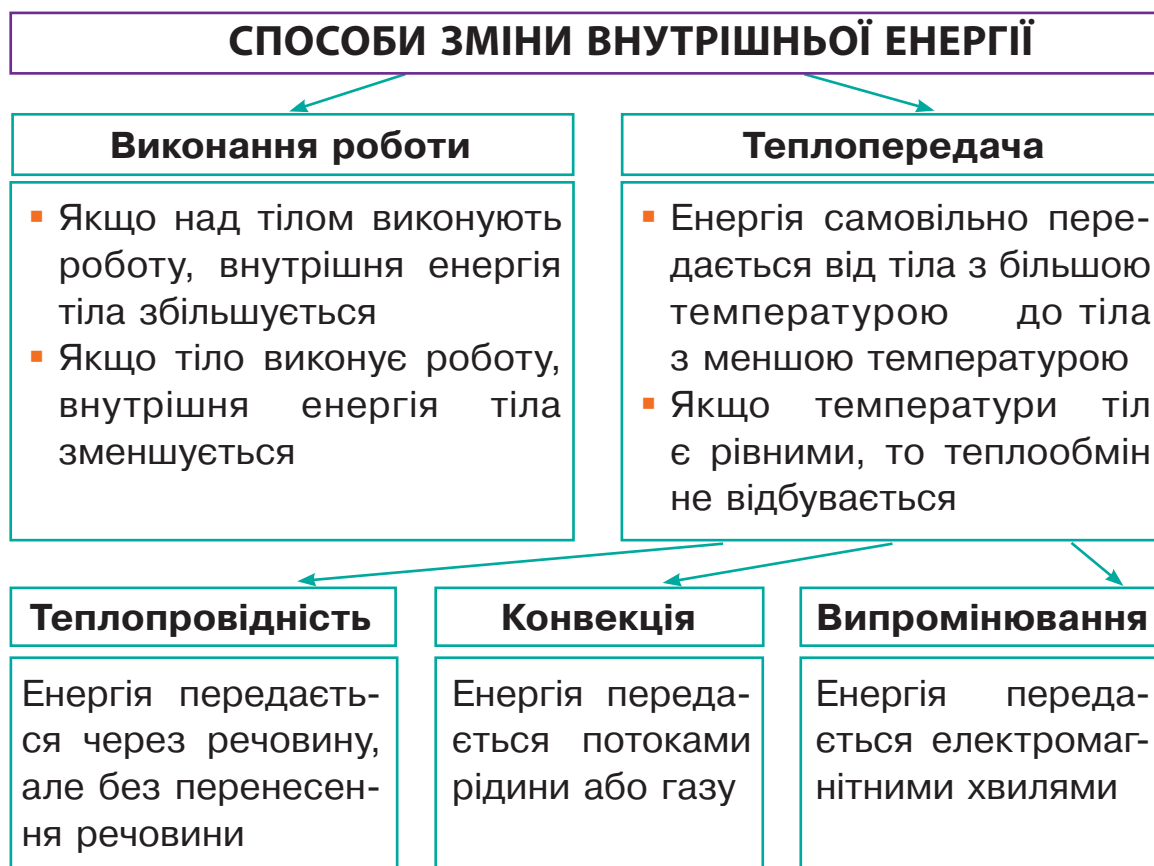 СПОСОБИ ЗМІНИ ВНУТРІШНЬОЇ ЕНЕРГІЇ
Виконання роботи
▪ Якщо над тілом виконують
роботу, внутрішня енергія
тіла збільшується
▪ Якщо тіло виконує роботу,
внутрішня енергія тіла
зменшується
Теплопередача
▪ Енергія самовільно пере-
дається від тіла з більшою
температурою до тіла
з меншою температурою
▪ Якщо температури тіл
є рівними, то теплообмін
не відбувається
Теплопровідність
Енергія передаєть-
ся через речовину,
але без перенесен-
ня речовини
Конвекція
Енергія переда-
ється потоками
рідини або газу
Випромінювання
Енергія переда-
ється електромаг-
нітними хвилями